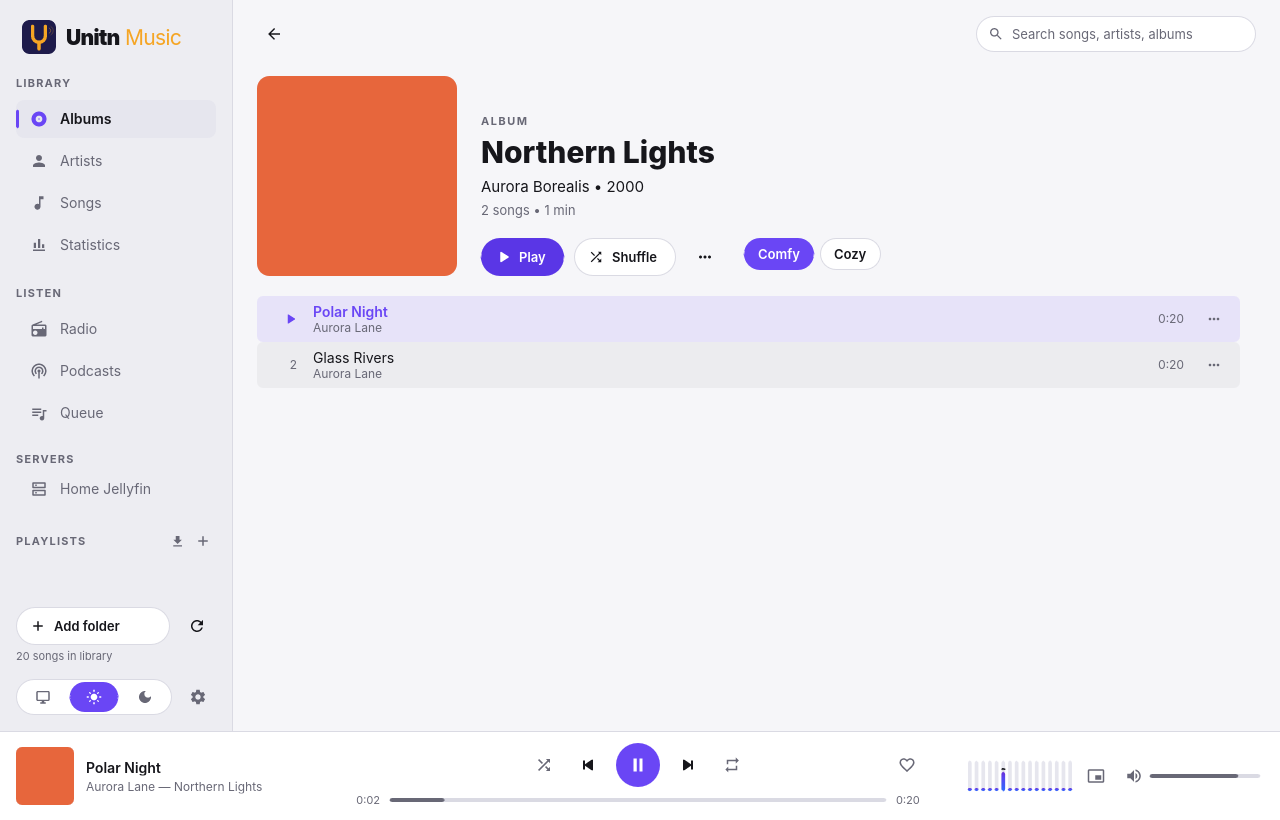 Unitn Music
LIBRARY
Albums
Artists
Songs
Statistics
LISTEN
Radio
Podcasts
Queue
SERVERS
Home Jellyfin
PLAYLISTS
Add folder
20 songs in library
Search songs, artists, albums
ALBUM
Northern Lights
Aurora Borealis • 2000
2 songs • 1 min
Play Shuffle Comfy Cozy
Polar Night
Aurora Lane
0:20
2 Glass Rivers
Aurora Lane
0:20
Polar Night
Aurora Lane — Northern Lights
0:02 0:20